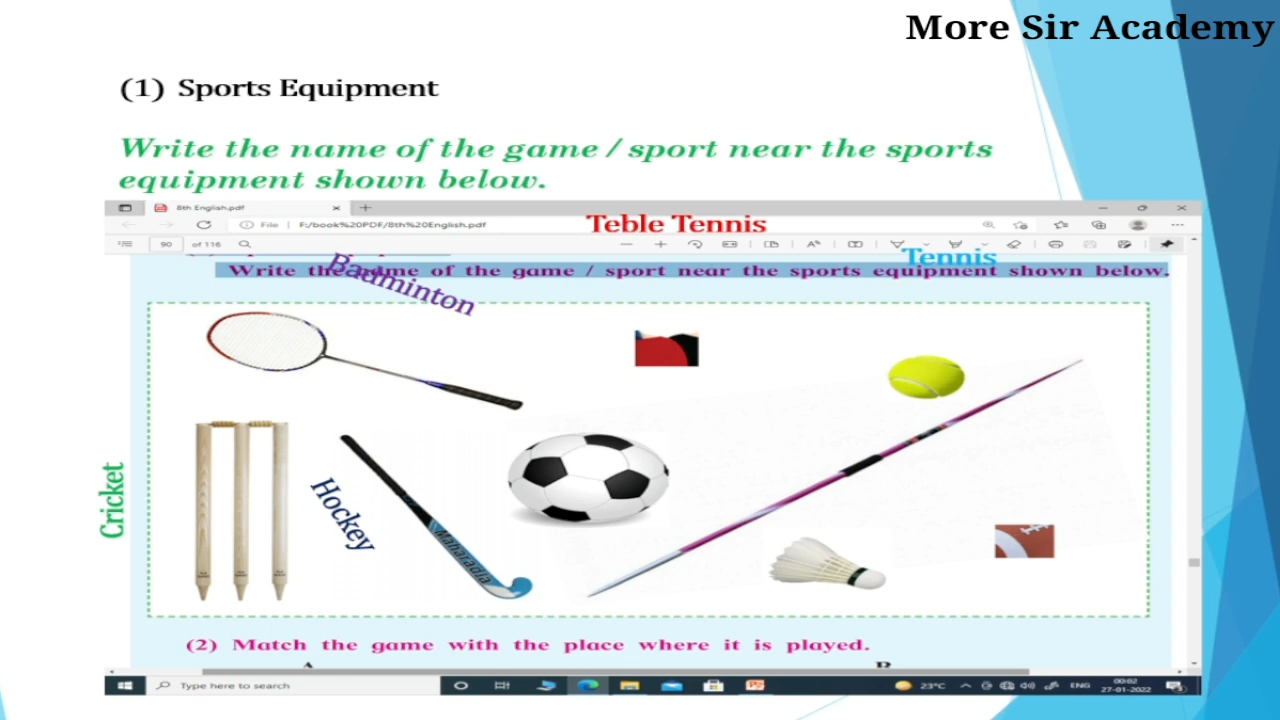 More Sir Academy
(1) Sports Equipment
Write the name of the game / sport near the sports
equipment shown below.
8th English.pdf
File F:/book%20PDF/8th%20English.pdf
Teble Tennis
90 of 116
Tennis
Badminton
Write the name of the game / sport near the sports equipment shown below.
Cricket
Hockey
Maharadja
(2) Match the game with the place where it is played.
A B
Type here to search
23°C ENG 00:02
27-01-2022